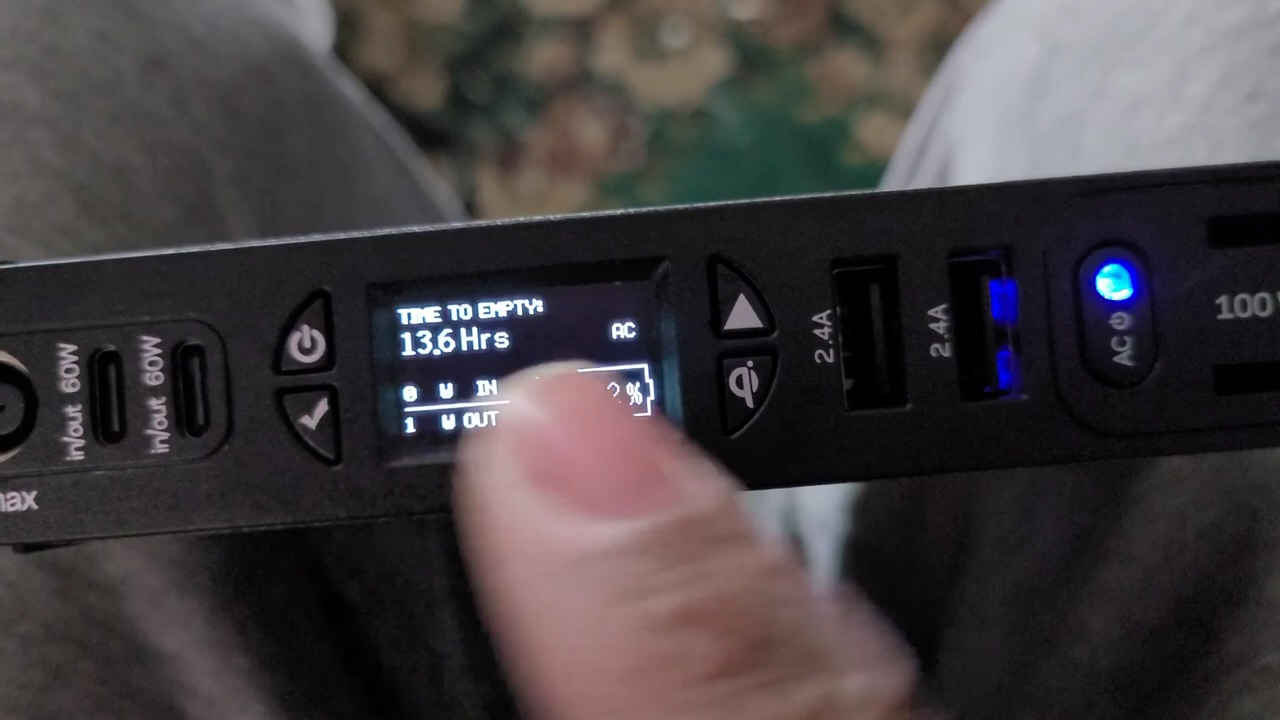 TIME TO EMPTY:
13.6 Hrs
AC
0 W IN
1 W OUT
%
in/out 60W
in/out 60W
max
2.4A
2.4A
AC
100